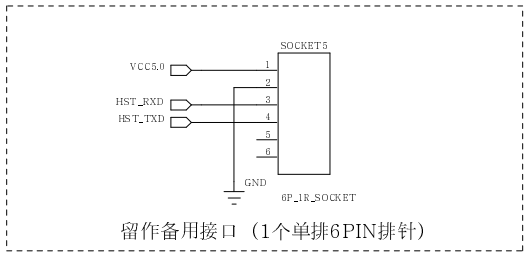 SOCKET5
VCC5.0
1
2
HST_RXD
3
HST_TXD
4
5
6
GND
6P_1R_SOCKET
留作备用接口（1个单排6PIN排针）